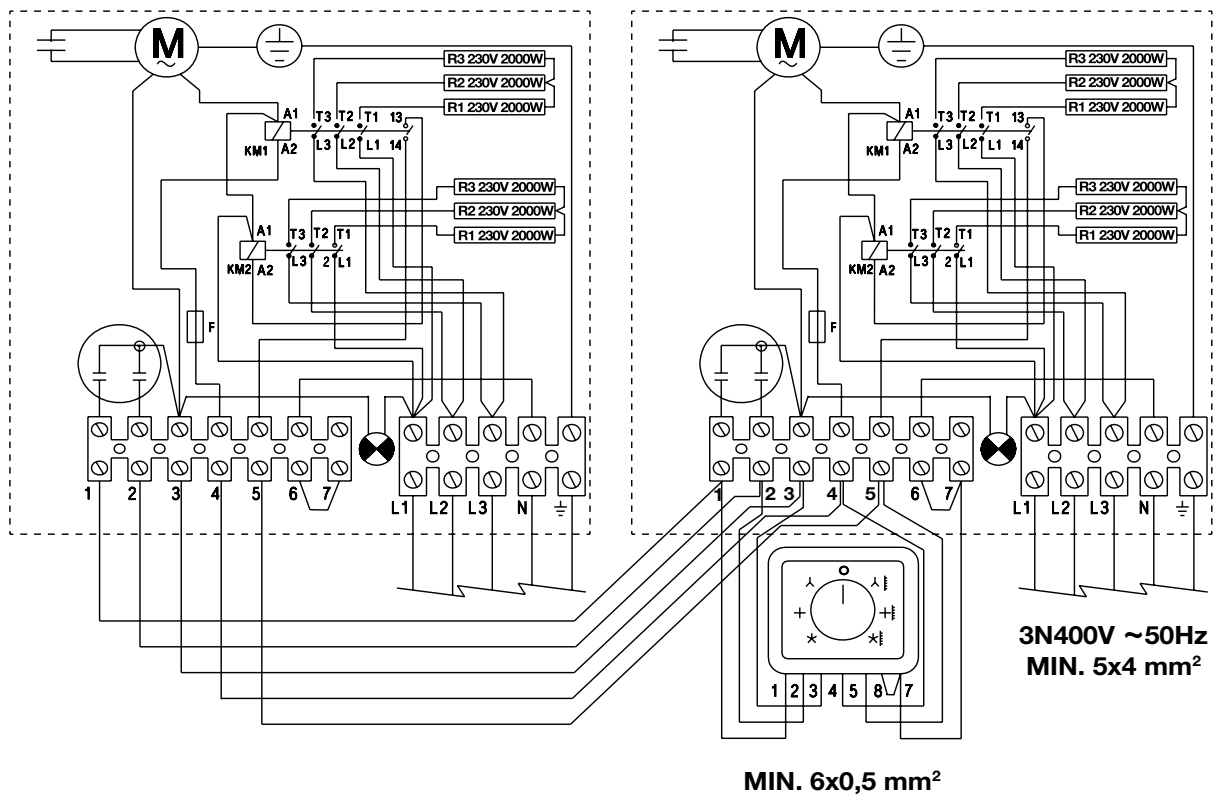 M
~
R3 230V 2000W
R2 230V 2000W
R1 230V 2000W
A1
T3 T2 T1 13
KM1 A2 L3 L2 L1 14
R3 230V 2000W
R2 230V 2000W
R1 230V 2000W
A1
T3 T2 T1
KM2 A2 L3 2 L1
F
1 2 3 4 5 6 7
L1 L2 L3 N
M
~
R3 230V 2000W
R2 230V 2000W
R1 230V 2000W
A1
T3 T2 T1 13
KM1 A2 L3 L2 L1 14
R3 230V 2000W
R2 230V 2000W
R1 230V 2000W
A1
T3 T2 T1
KM2 A2 L3 2 L1
F
1 2 3 4 5 6 7
L1 L2 L3 N
O
1 2 3 4 5 8 7
3N400V ~50Hz
MIN. 5x4 mm²
MIN. 6x0,5 mm²